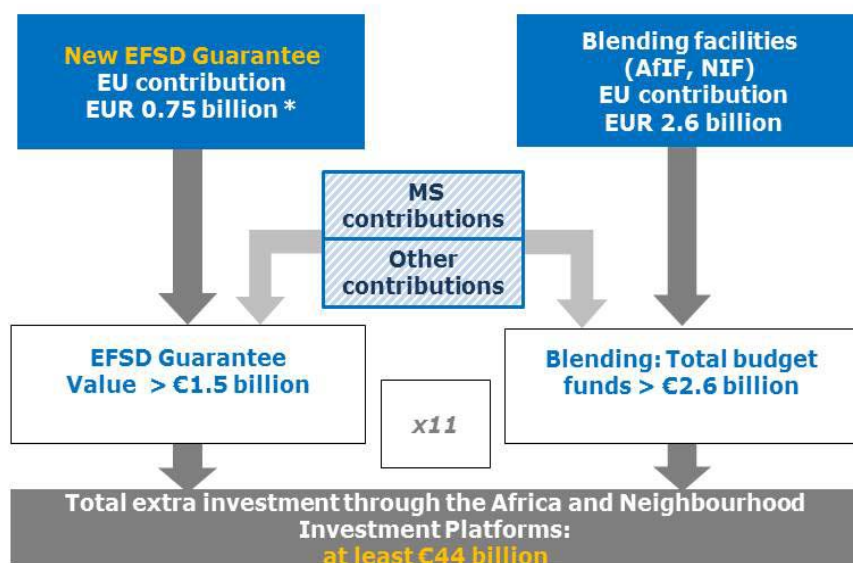 New EFSD Guarantee
EU contribution
EUR 0.75 billion *
Blending facilities
(AfIF, NIF)
EU contribution
EUR 2.6 billion
MS
contributions
Other
contributions
EFSD Guarantee
Value > €1.5 billion
x11
Blending: Total budget
funds > €2.6 billion
Total extra investment through the Africa and Neighbourhood
Investment Platforms:
at least €44 billion